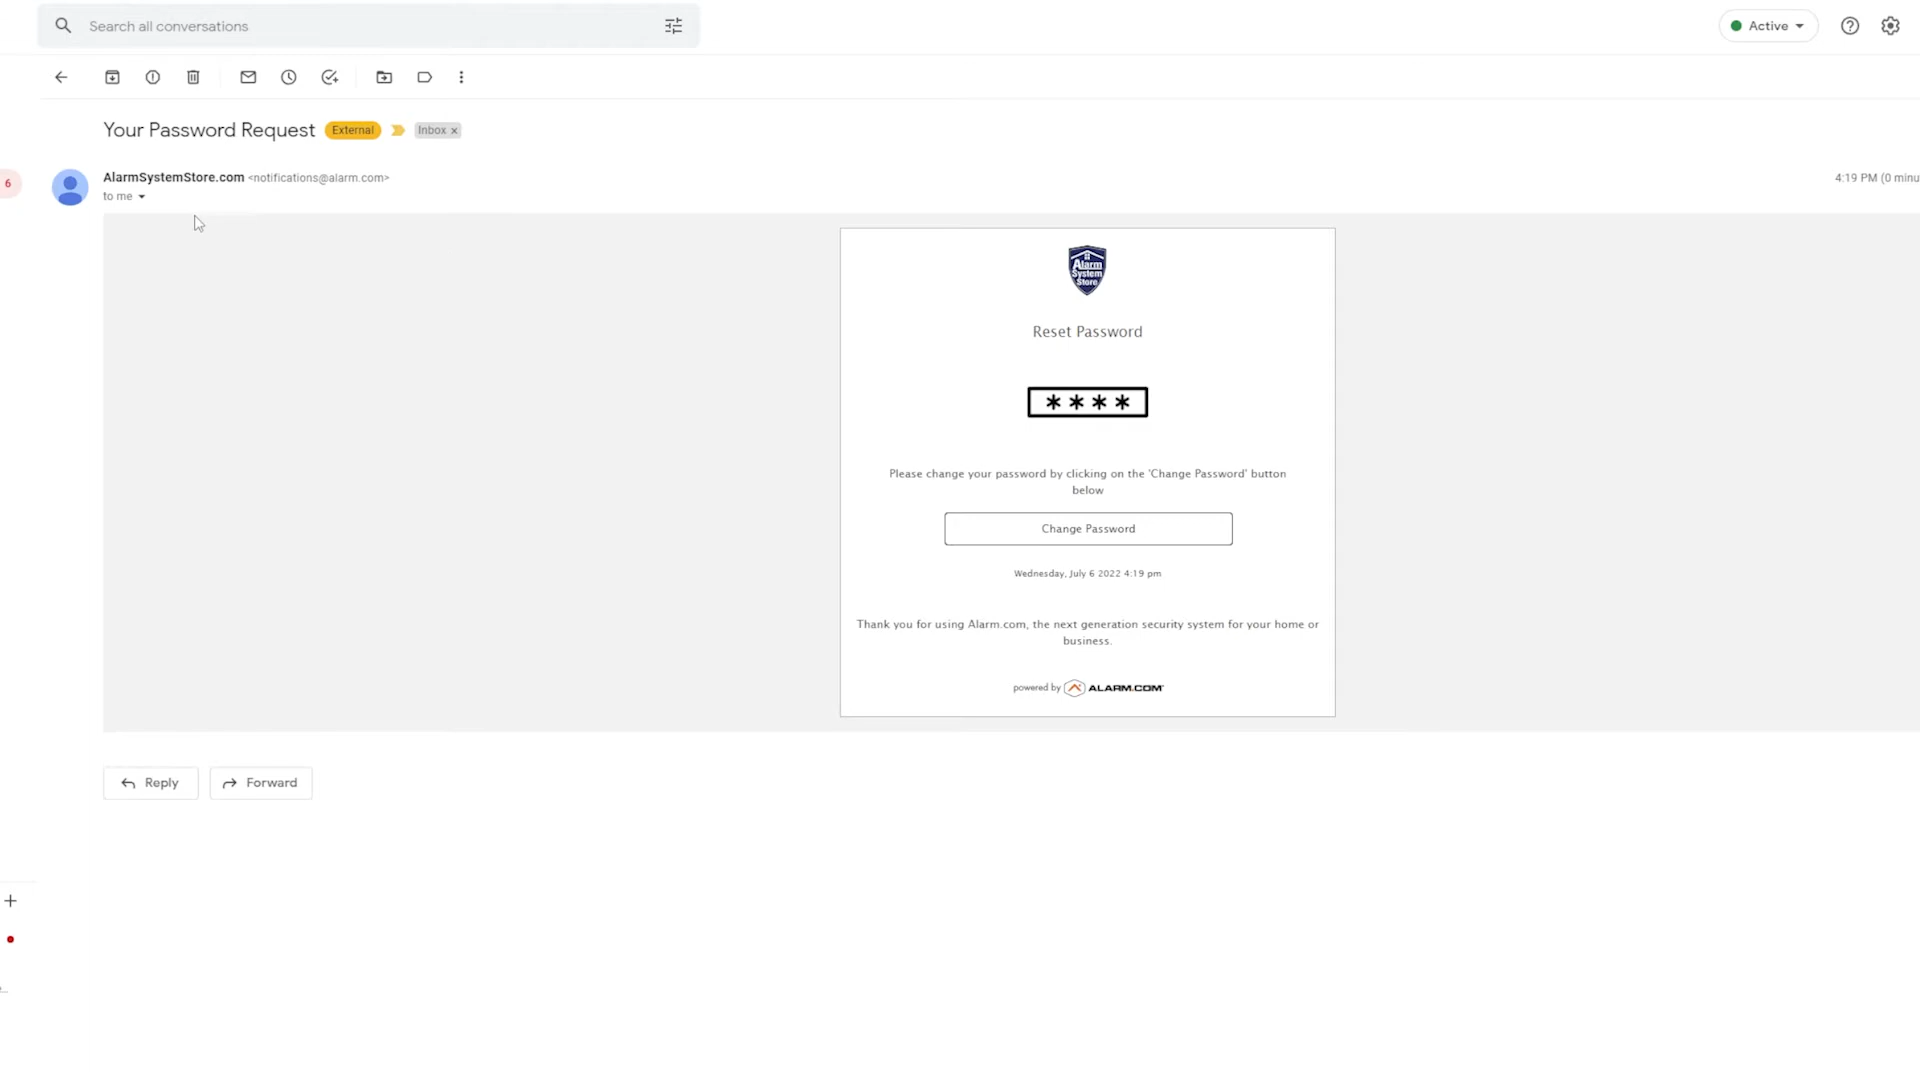 Search all conversations
Active
Your Password Request External Inbox ×
AlarmSystemStore.com <notifications@alarm.com>
4:19 PM (0 minu
6
to me
Alarm
System
Store
Reset Password
****
Please change your password by clicking on the 'Change Password' button
below
Change Password
Wednesday, July 6 2022 4:19 pm
Thank you for using Alarm.com, the next generation security system for your home or
business.
powered by ALARM.COM
Reply
Forward